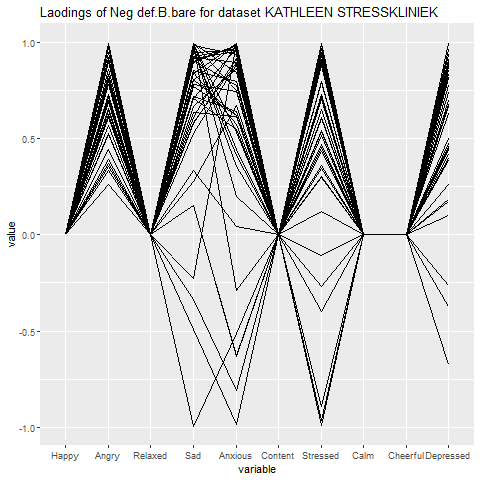 Laodings of Neg def.B.bare for dataset KATHLEEN STRESSKLINIEK
1.0
0.5
0.0
-0.5
-1.0
value
Happy Angry Relaxed Sad Anxious Content Stressed Calm Cheerful Depressed
variable